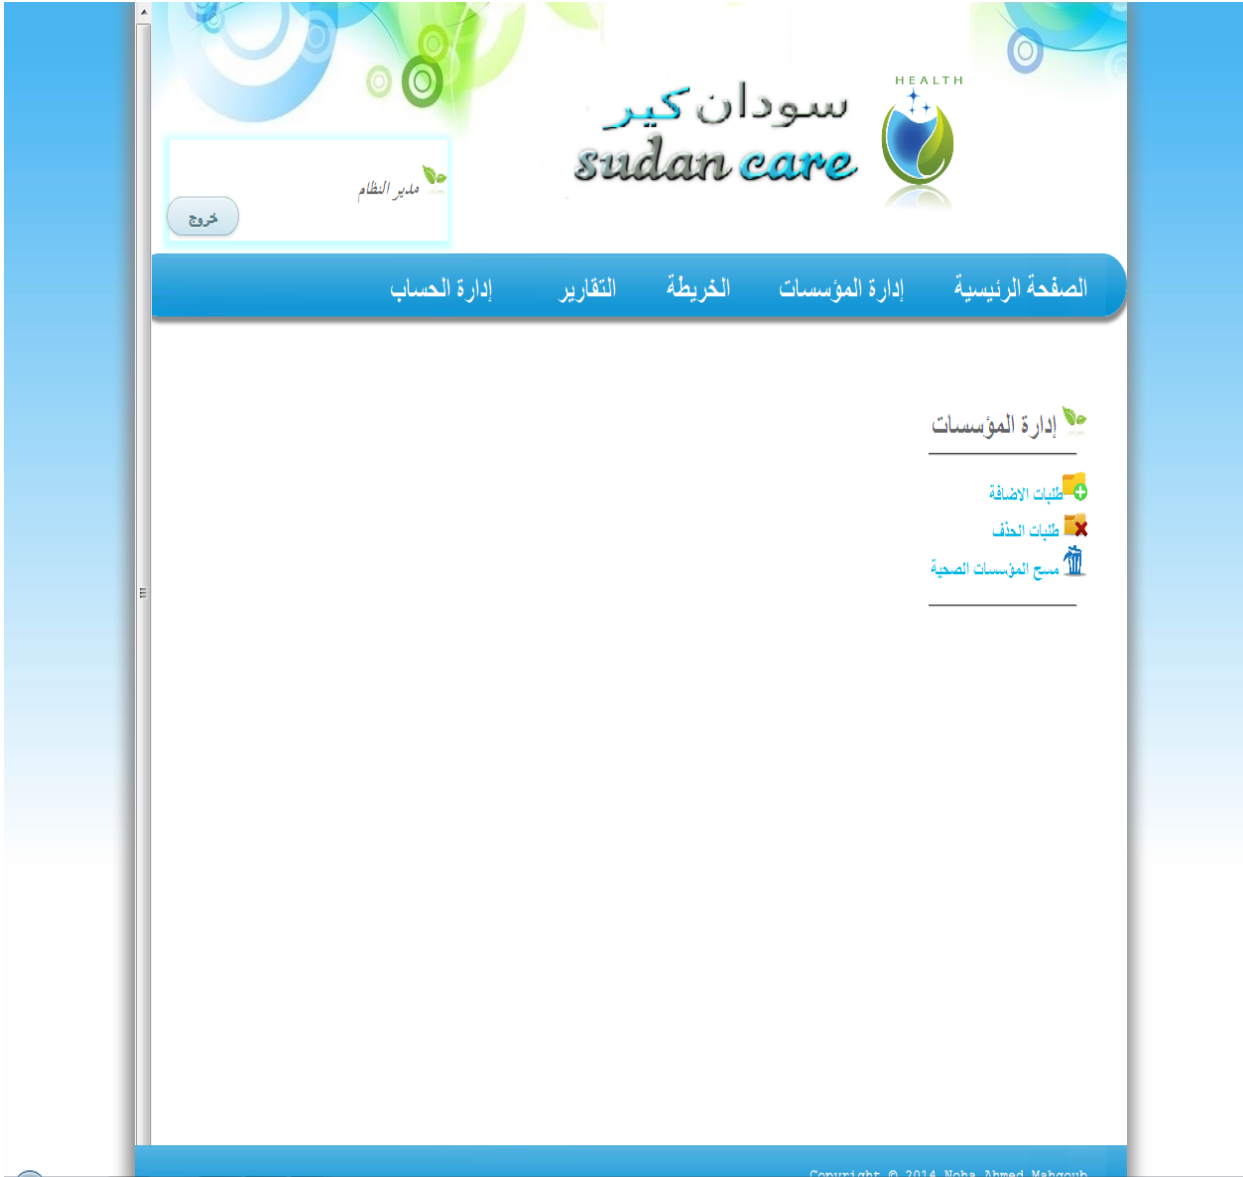 HEALTH
سودان كير
sudan care
مدير النظام
خروج
الصفحة الرئيسية إدارة المؤسسات الخريطة التقارير إدارة الحساب
إدارة المؤسسات
طلبات الاضافة
طلبات الحذف
مسح المؤسسات الصحية
Copyright © 2014 Noha Ahmed Mahgoub